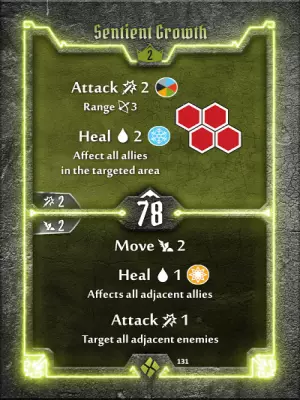 Sentient Growth
2
Attack 2
Range 3
Heal 2
Affect all allies
in the targeted area
2
78
2
Move 2
Heal 1
Affects all adjacent allies
Attack 1
Target all adjacent enemies
131